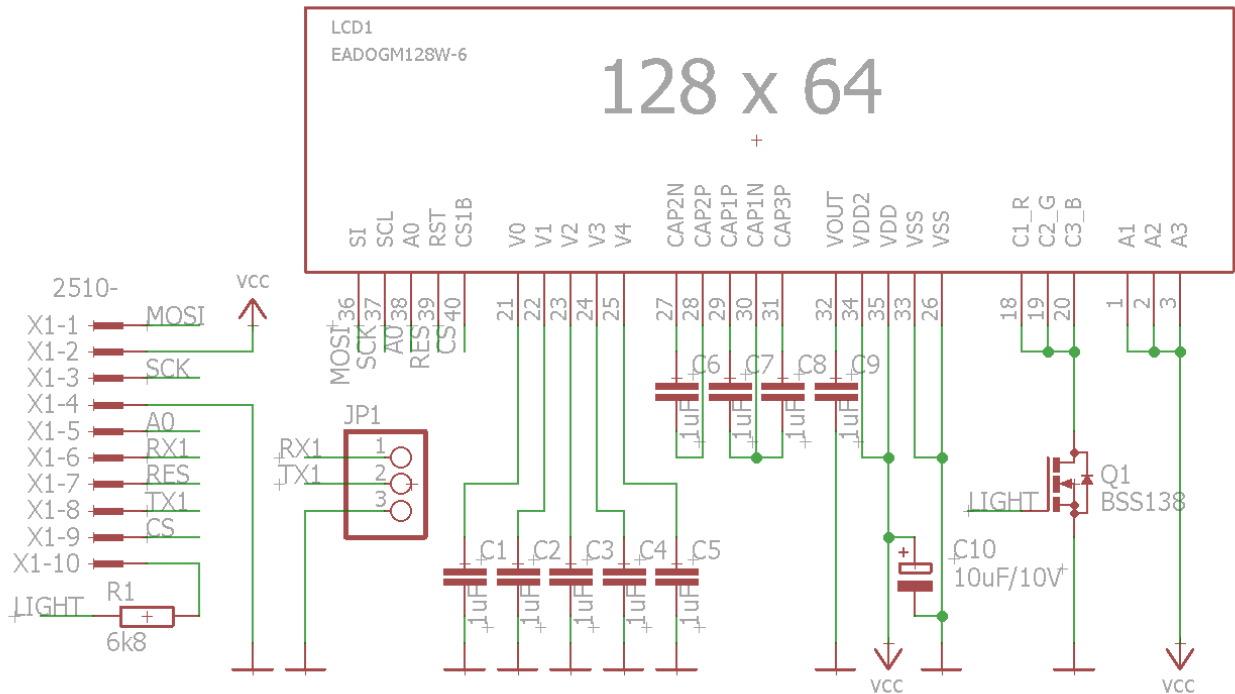 LCD1
EADOGM128W-6
128 x 64
SI
SCL
A0
RST
CS1B
V0
V1
V2
V3
V4
CAP2N
CAP2P
CAP1P
CAP1N
CAP3P
VOUT
VDD2
VDD
VSS
VSS
C1_R
C2_G
C3_B
A1
A2
A3
36
37
38
39
40
21
22
23
24
25
27
28
29
30
31
32
34
35
33
26
18
19
20
1
2
3
MOSI
SCK
A0
RES
CS
2510-
VCC
X1-1 MOSI
X1-2
X1-3 SCK
X1-4
X1-5 A0
X1-6 RX1
X1-7 RES
X1-8 TX1
X1-9 CS
X1-10
LIGHT
R1
6k8
JP1
RX1 1
TX1 2
3
C6
1uF
C7
1uF
C8
1uF
C9
1uF
C1
1uF
C2
1uF
C3
1uF
C4
1uF
C5
1uF
+
C10
10uF/10V
LIGHT
Q1
BSS138
VCC
VCC